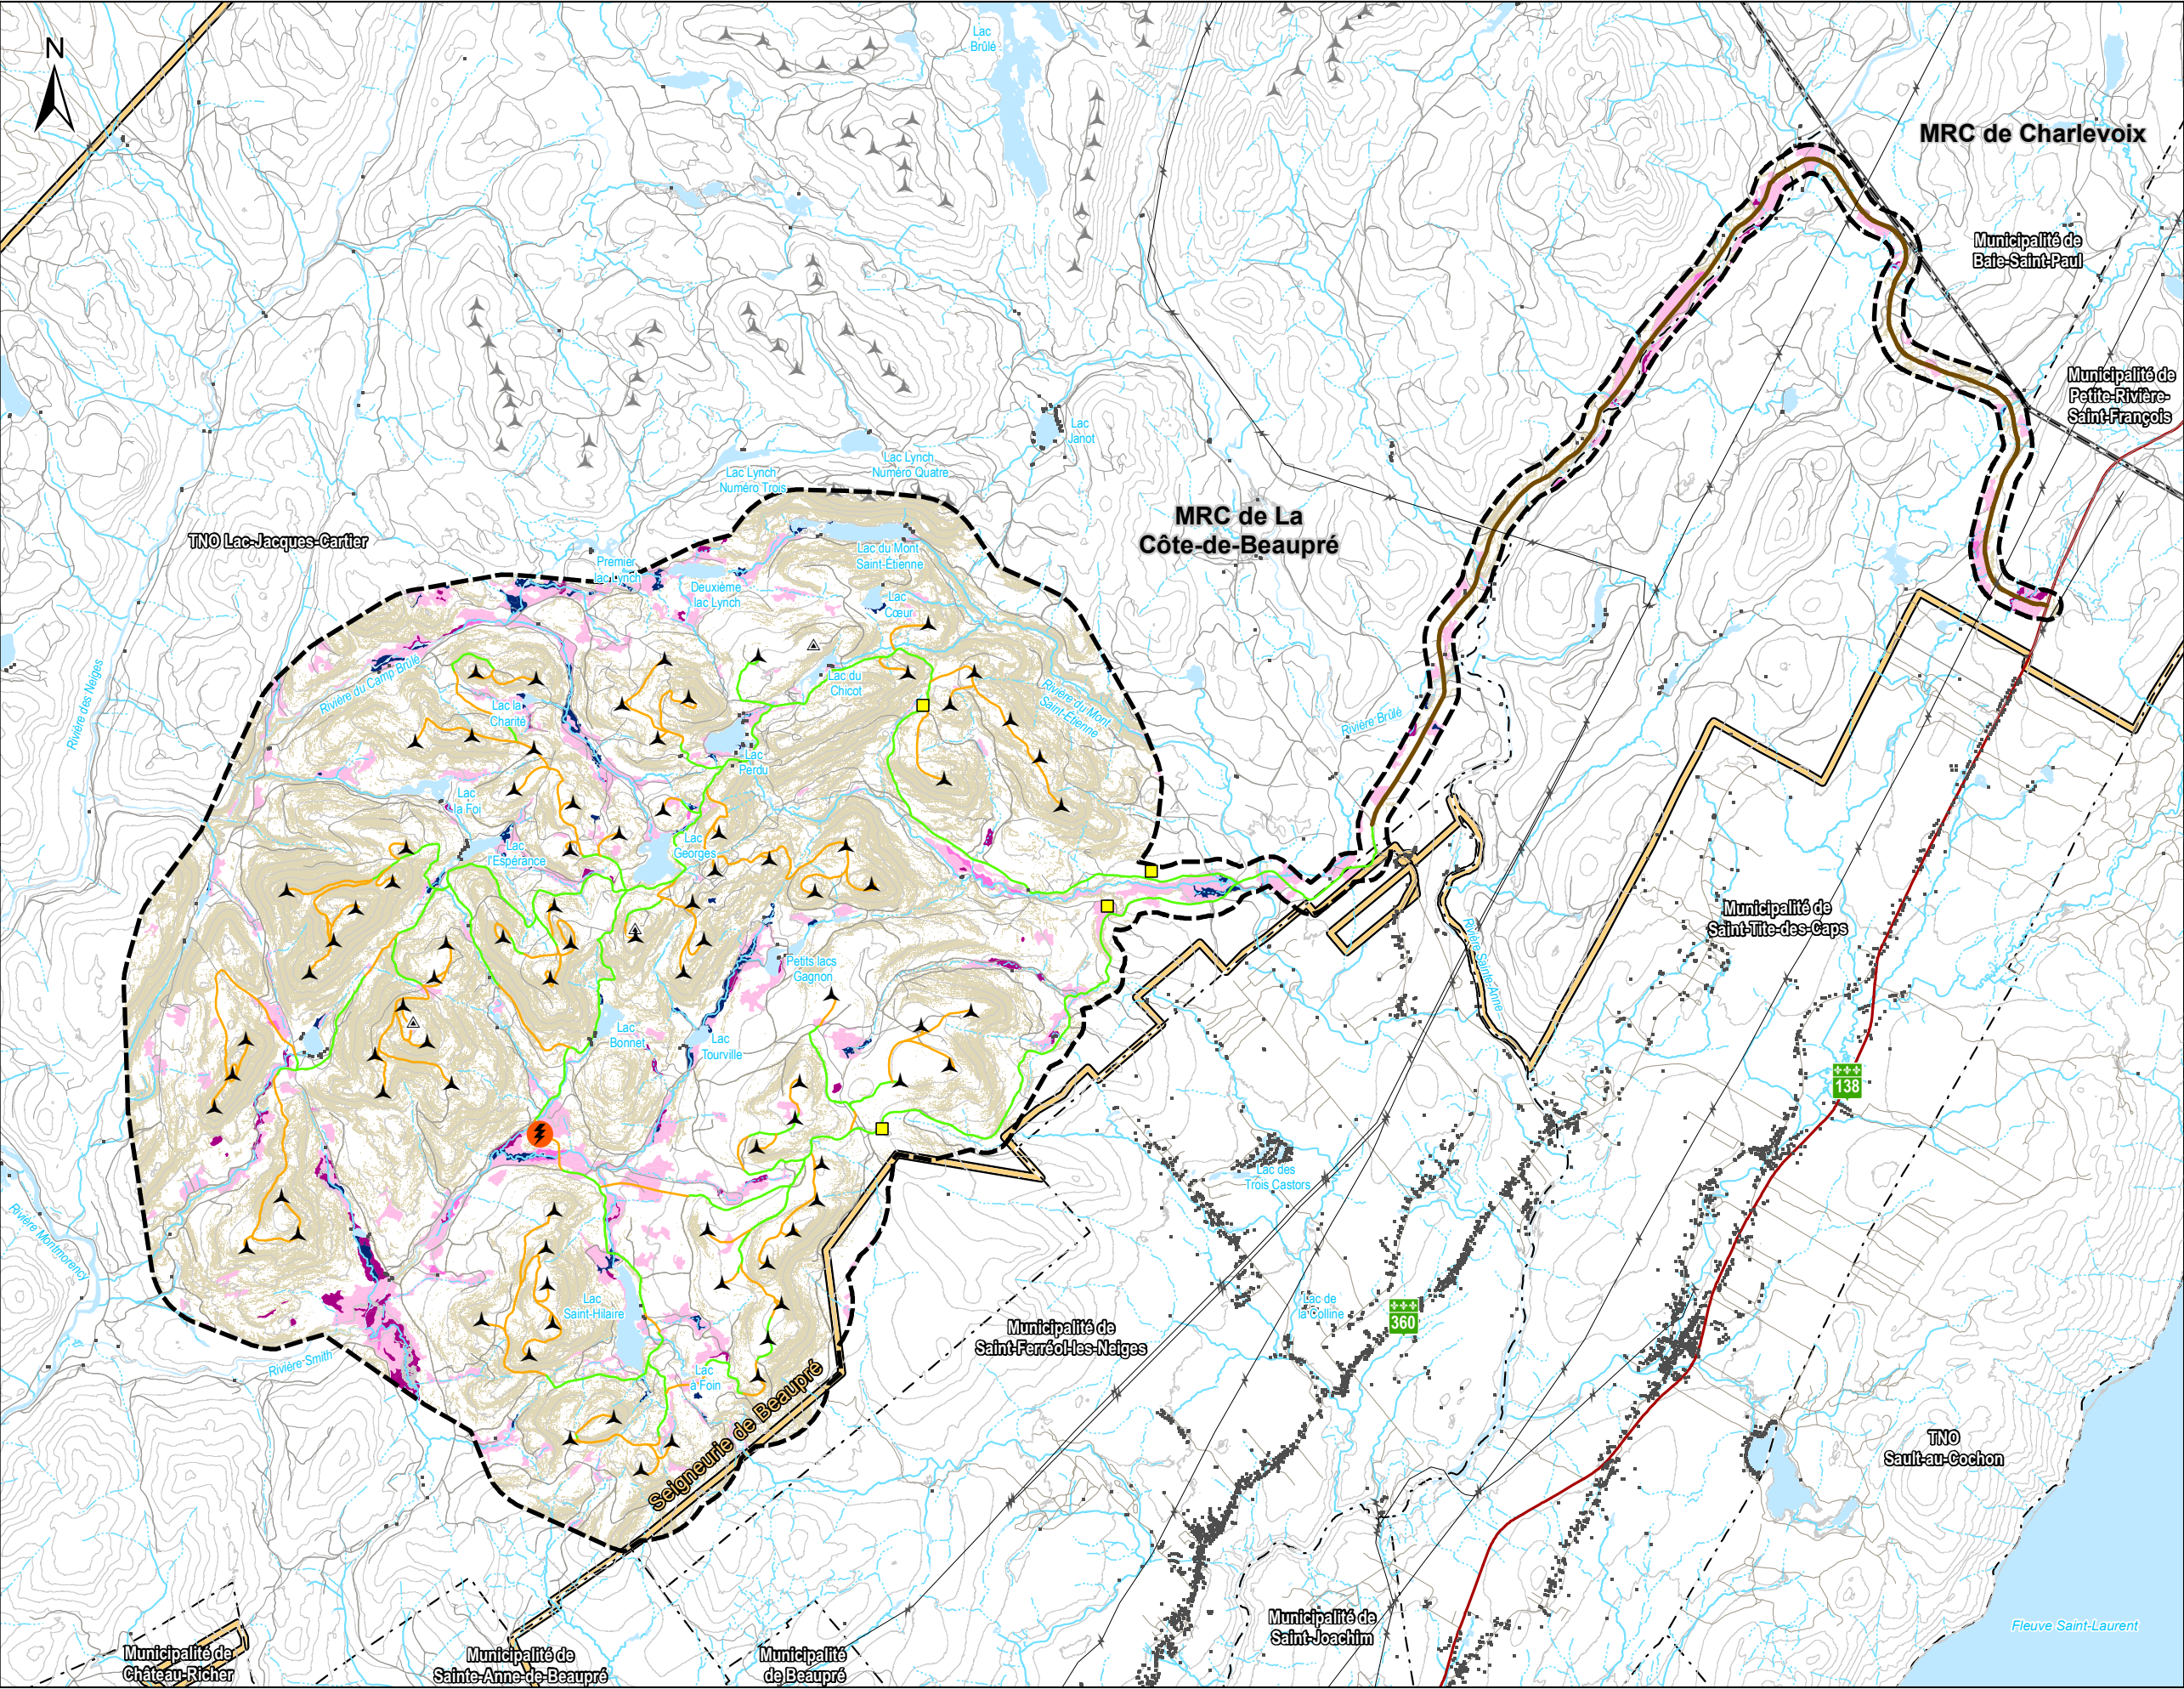 N
Lac
Brûlé
MRC de Charlevoix
Municipalité de
Baie-Saint-Paul
Municipalité de
Petite-Rivière-
Saint-François
Lac
Janot
Lac Lynch
Numéro Quatre
Lac Lynch
Numéro Trois
MRC de La
Côte-de-Beaupré
TNO Lac-Jacques-Cartier
Lac du Mont
Saint-Étienne
Premier
lac Lynch
Deuxième
lac Lynch
Lac
Cœur
Rivière du Camp Brûlé
Lac du
Chicot
Rivière du Mont
Saint-Étienne
Rivière des Neiges
Lac la
Charité
Rivière Brûlé
Lac
Perdu
Lac
la Foi
Lac
l'Espérance
Lac
Georges
Municipalité de
Saint-Tite-des-Caps
Rivière Sainte-Anne
Petits lacs
Gagnon
Lac
Bonnet
Lac
Tourville
138
Lac des
Trois Castors
Rivière Montmorency
Lac
Saint-Hilaire
Lac de
la Colline
360
Municipalité de
Saint-Ferréol-les-Neiges
Rivière Smith
Lac
à Foin
Seigneurie de Beaupré
TNO
Sault-au-Cochon
Fleuve Saint-Laurent
Municipalité de
Saint-Joachim
Municipalité de
Château-Richer
Municipalité de
Sainte-Anne-de-Beaupré
Municipalité
de Beaupré